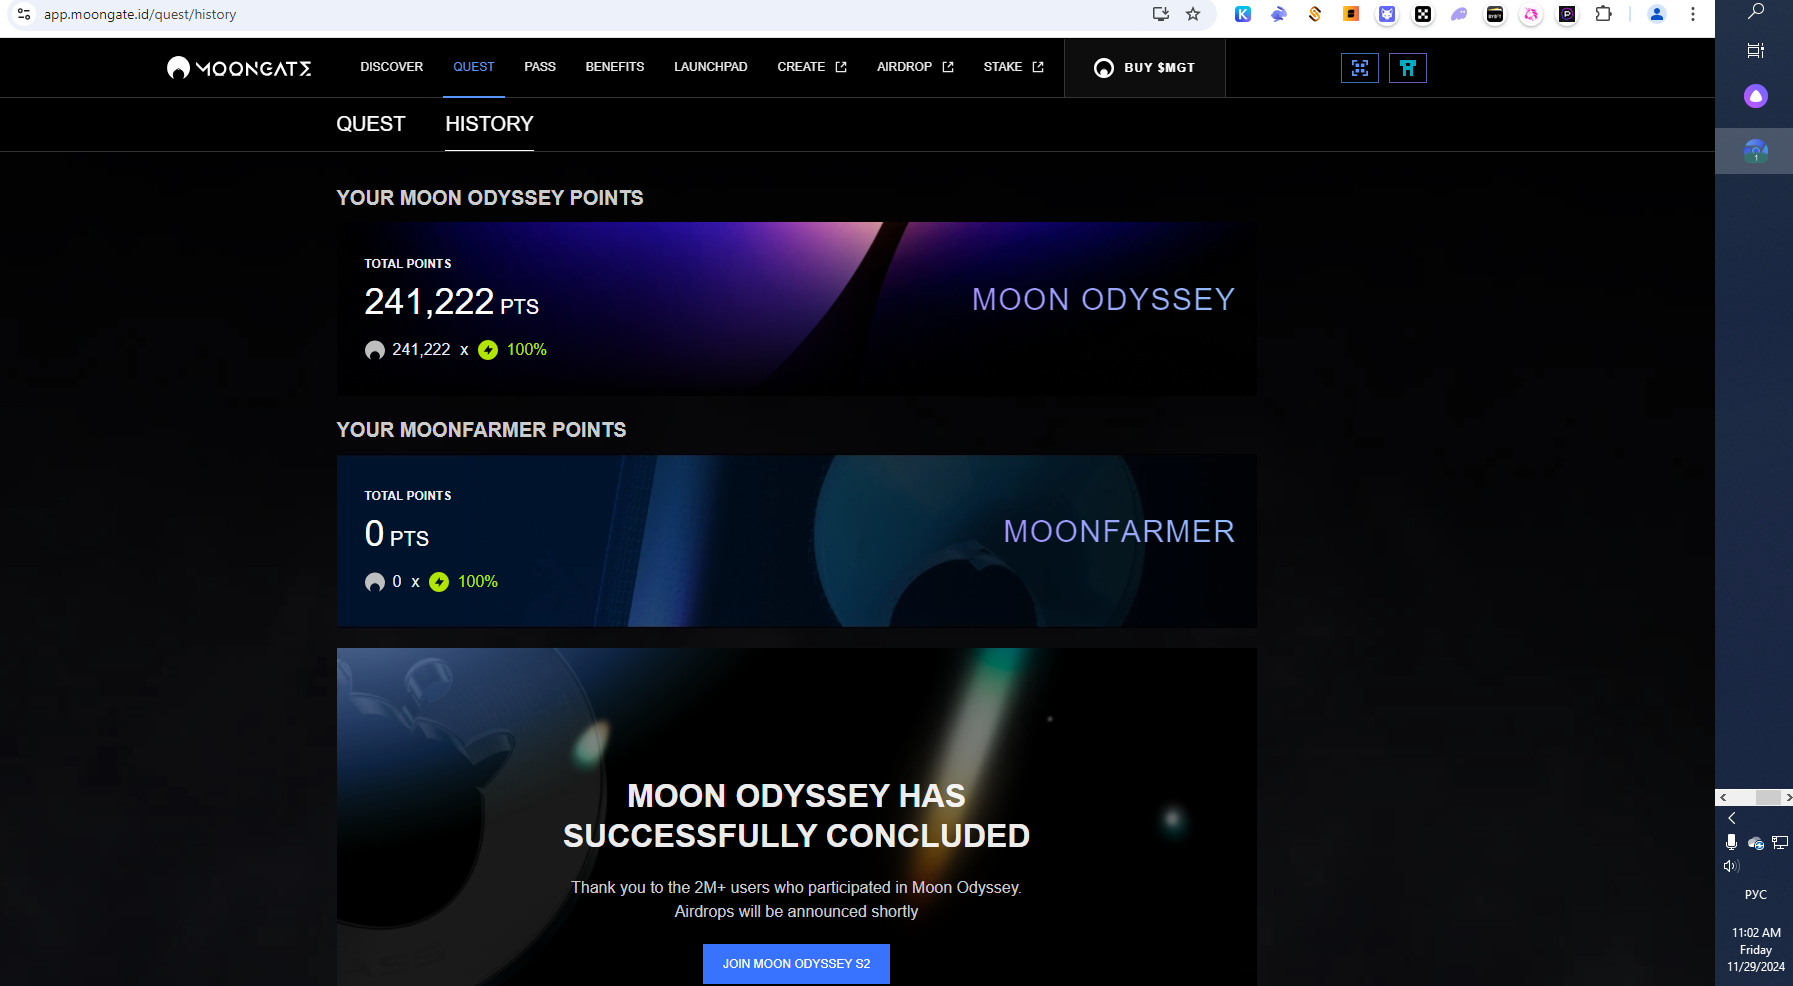 app.moongate.id/quest/history
MOONGATE
DISCOVER QUEST PASS BENEFITS LAUNCHPAD CREATE AIRDROP STAKE BUY $MGT
QUEST HISTORY
YOUR MOON ODYSSEY POINTS
TOTAL POINTS
241,222 PTS
MOON ODYSSEY
241,222 x 100%
YOUR MOONFARMER POINTS
TOTAL POINTS
0 PTS
MOONFARMER
0 x 100%
MOON ODYSSEY HAS
SUCCESSFULLY CONCLUDED
Thank you to the 2M+ users who participated in Moon Odyssey.
Airdrops will be announced shortly
JOIN MOON ODYSSEY S2
1
РУС
11:02 AM
Friday
11/29/2024